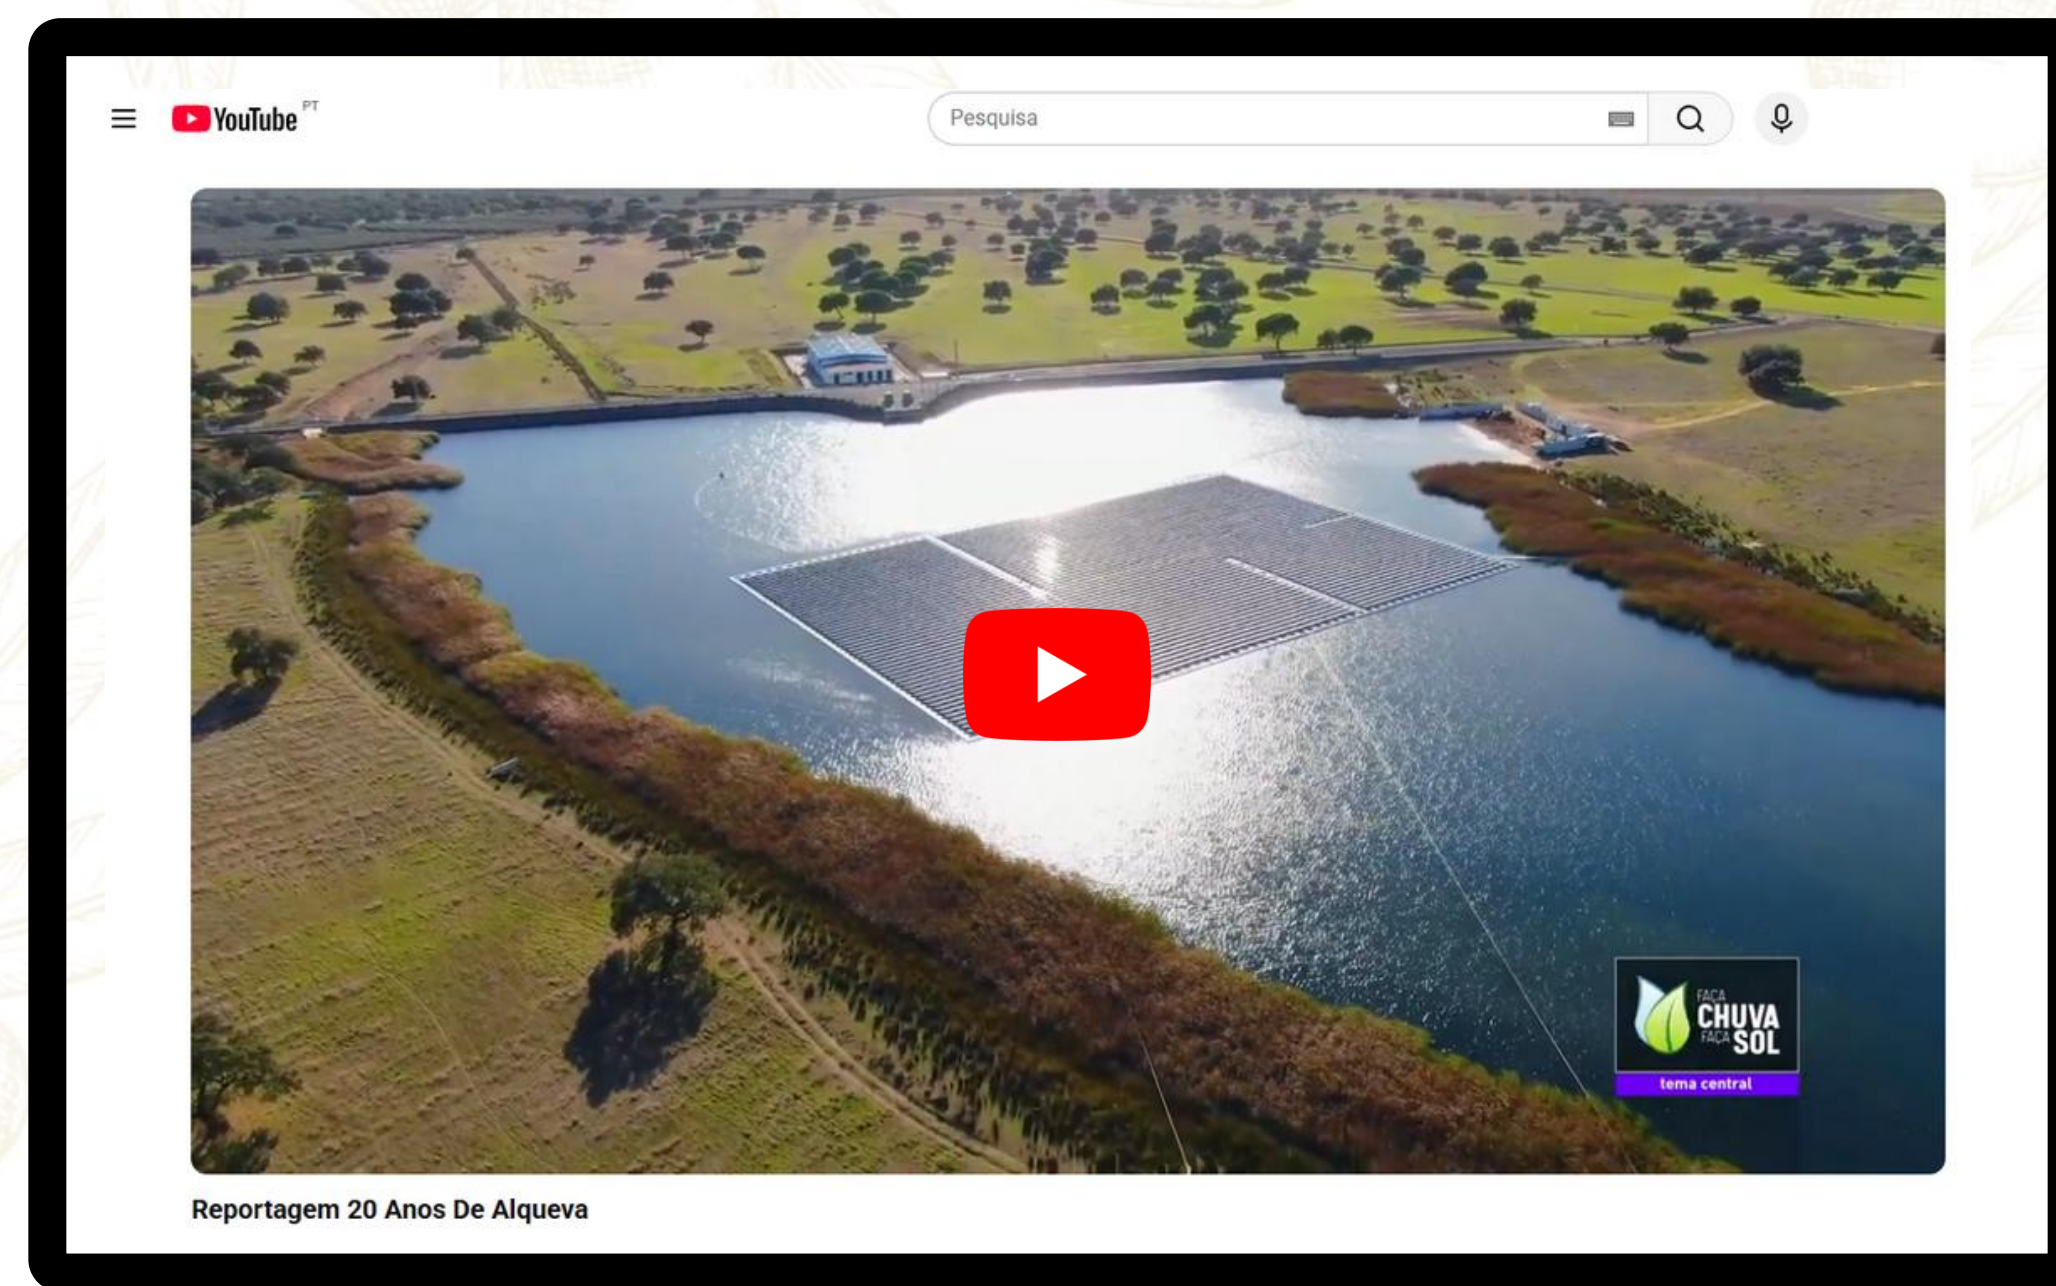 YouTube PT
Pesquisa
FAÇA
CHUVA
FAÇA SOL
tema central
Reportagem 20 Anos De Alqueva